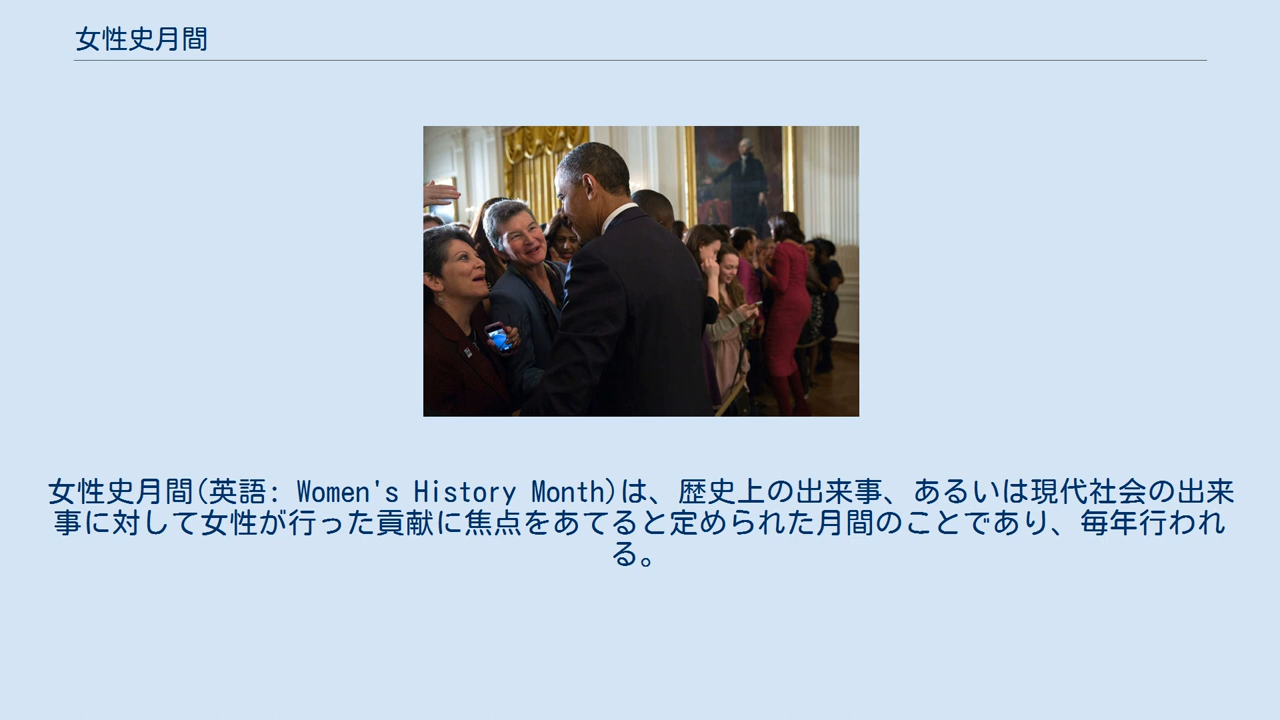 女性史月間
女性史月間(英語: Women's History Month)は、歴史上の出来事、あるいは現代社会の出来
事に対して女性が行った貢献に焦点をあてると定められた月間のことであり、毎年行われ
る。